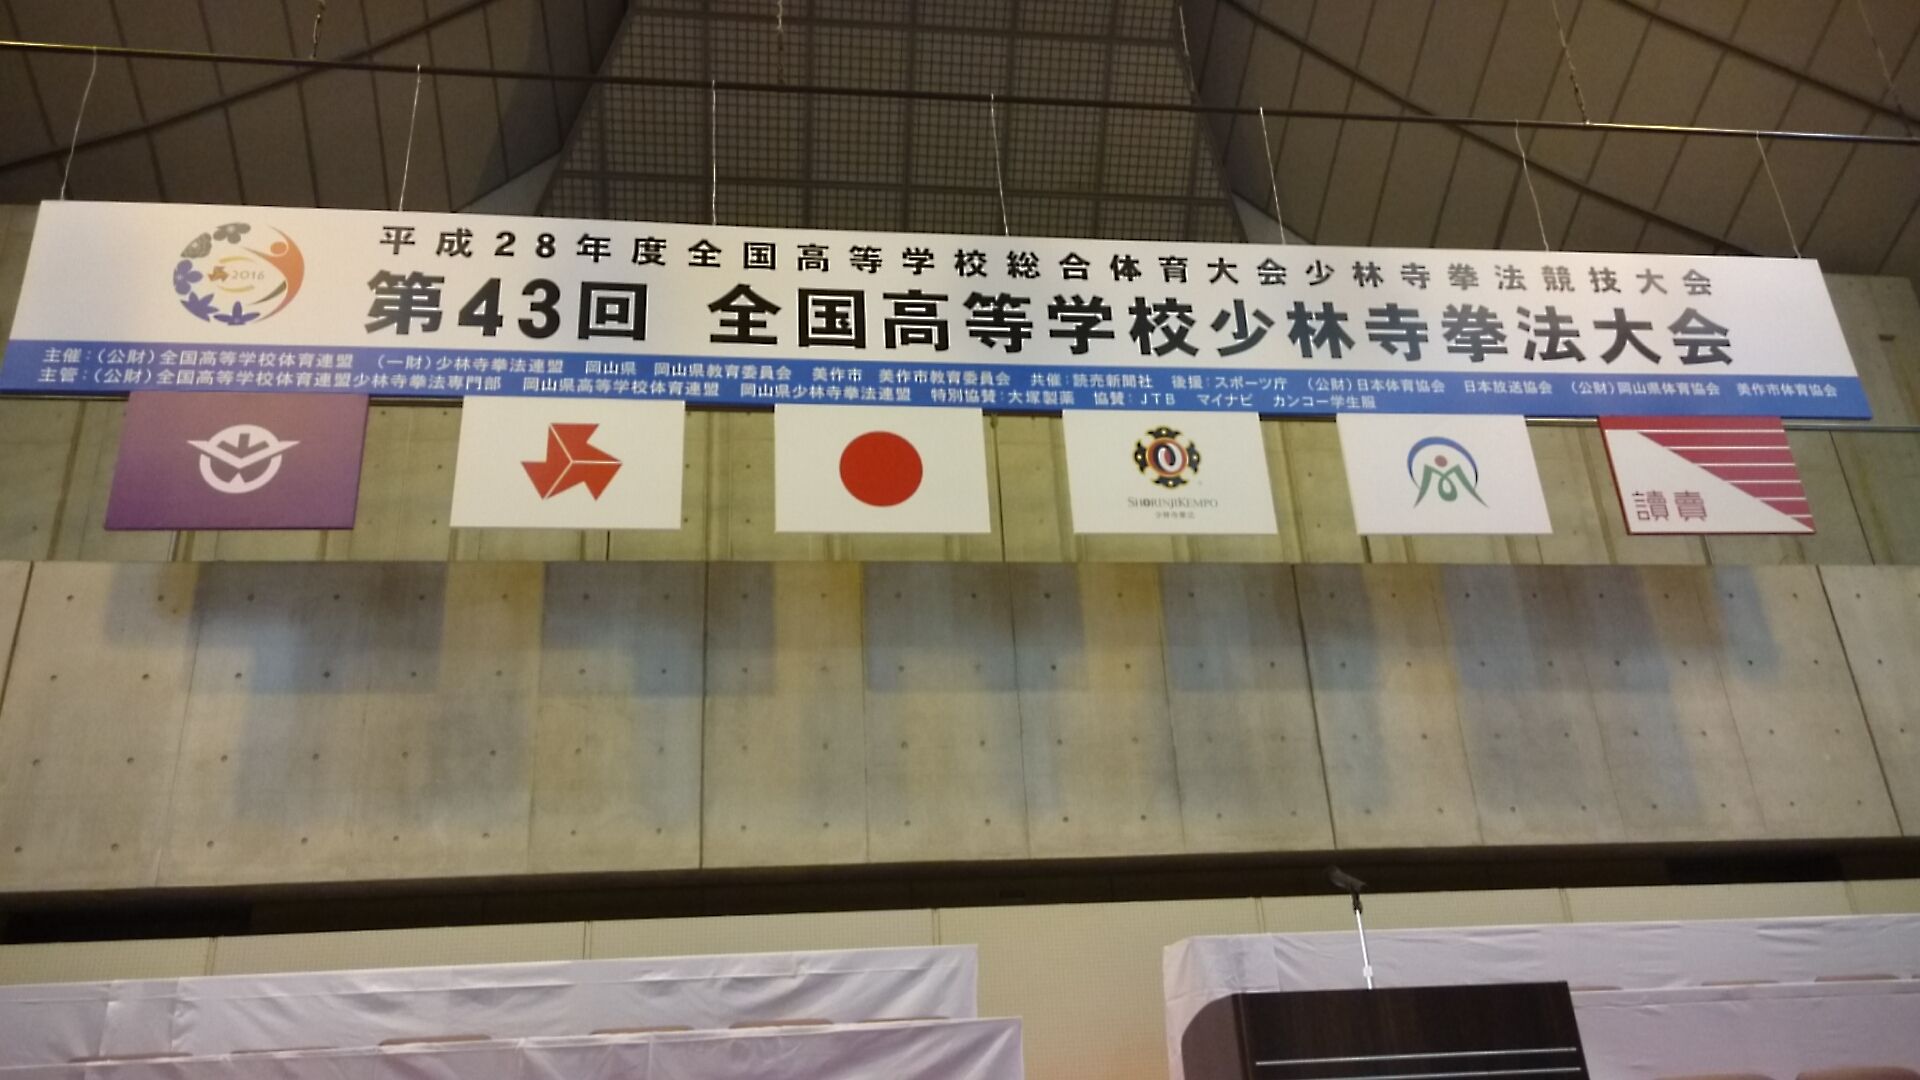 平成28年度全国高等学校総合体育大会少林寺拳法競技大会
2016
第43回 全国高等学校少林寺拳法大会
主催：（公財）全国高等学校体育連盟 （一財）少林寺拳法連盟 岡山県 岡山県教育委員会 美作市 美作市教育委員会 共催：読売新聞社 後援：スポーツ庁 （公財）日本体育協会 日本放送協会 （公財）岡山県体育協会 美作市体育協会
主管：（公財）全国高等学校体育連盟少林寺拳法専門部 岡山県高等学校体育連盟 岡山県少林寺拳法連盟 特別協賛：大塚製薬 協賛：JTB マイナビ カンコー学生服
SHORINJI KEMPO
少林寺拳法
讀賣